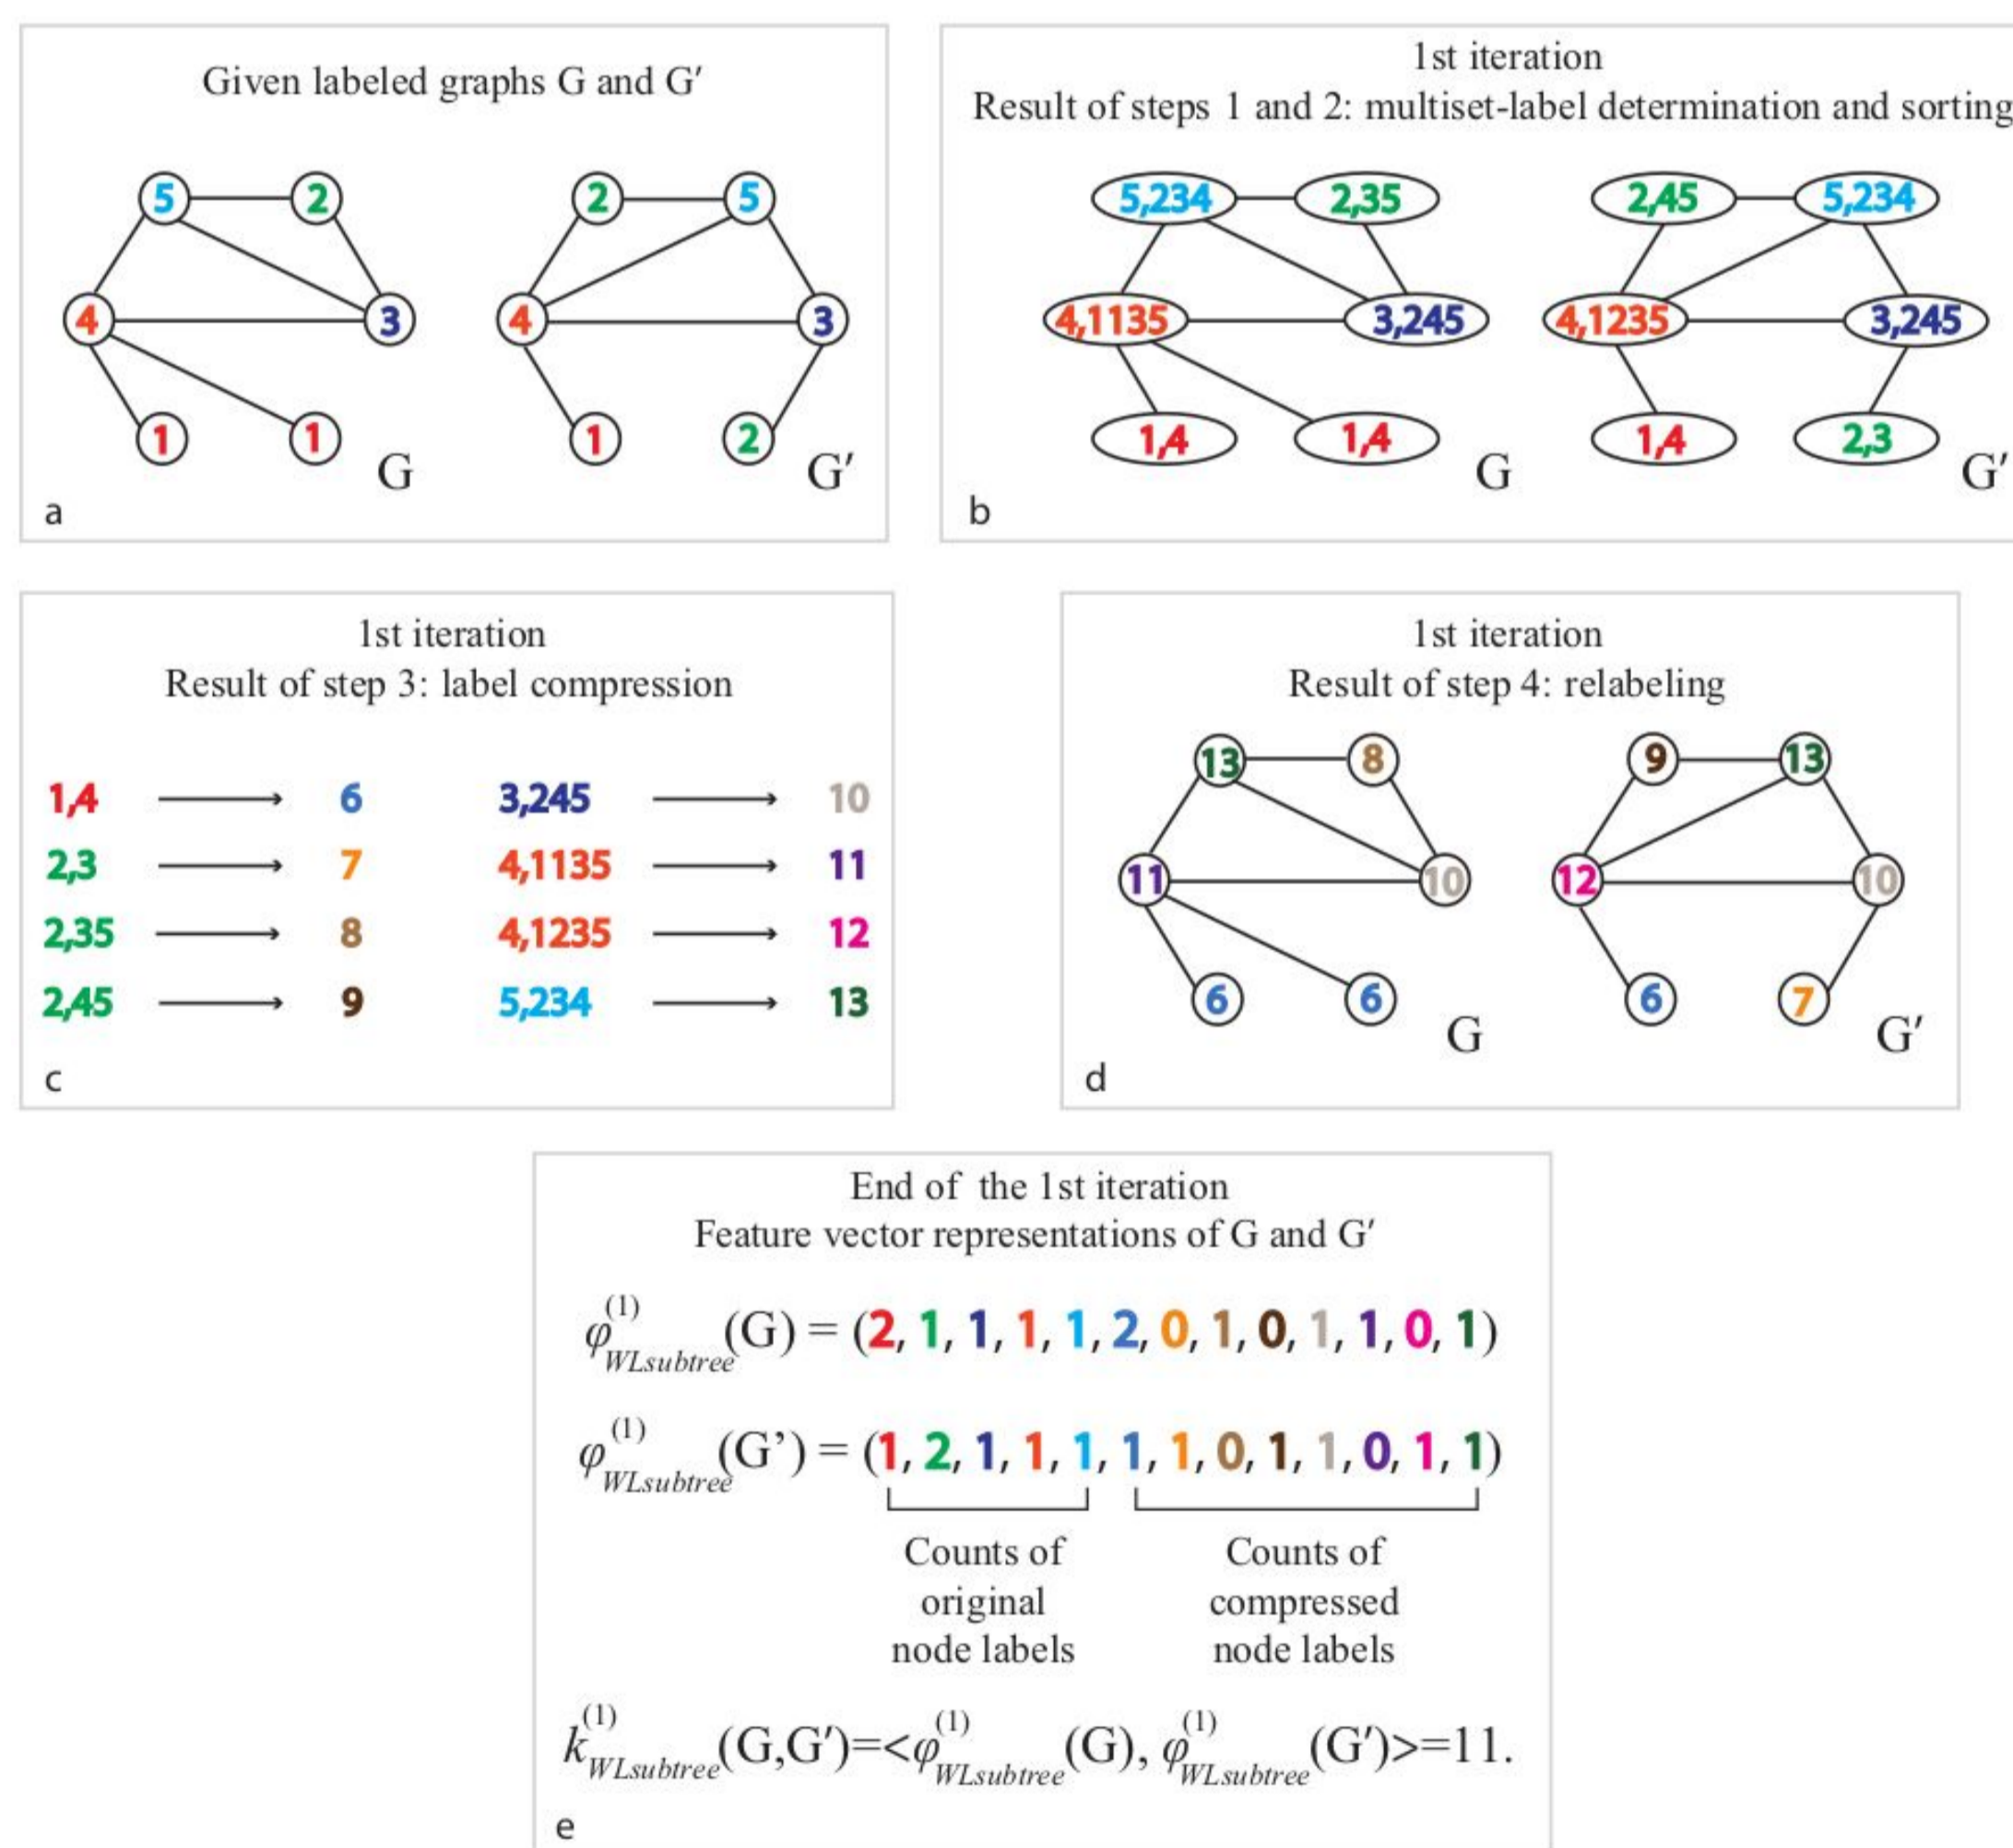 Given labeled graphs G and G′
5 2 2 5
4 3 4 3
1 1 1 2
G G′
a
1st iteration
Result of steps 1 and 2: multiset-label determination and sorting
5,234 2,35 2,45 5,234
4,1135 3,245 4,1235 3,245
1,4 1,4 1,4 2,3
G G′
b
1st iteration
Result of step 3: label compression
1,4 → 6 3,245 → 10
2,3 → 7 4,1135 → 11
2,35 → 8 4,1235 → 12
2,45 → 9 5,234 → 13
c
1st iteration
Result of step 4: relabeling
13 8 9 13
11 10 12 10
6 6 6 7
G G′
d
End of the 1st iteration
Feature vector representations of G and G′
φ(1)WLsubtree(G) = (2, 1, 1, 1, 1, 2, 0, 1, 0, 1, 1, 0, 1)
φ(1)WLsubtree(G’) = (1, 2, 1, 1, 1, 1, 1, 0, 1, 1, 0, 1, 1)
Counts of Counts of
original compressed
node labels node labels
k(1)WLsubtree(G,G′)=<φ(1)WLsubtree(G), φ(1)WLsubtree(G′)>=11.
e